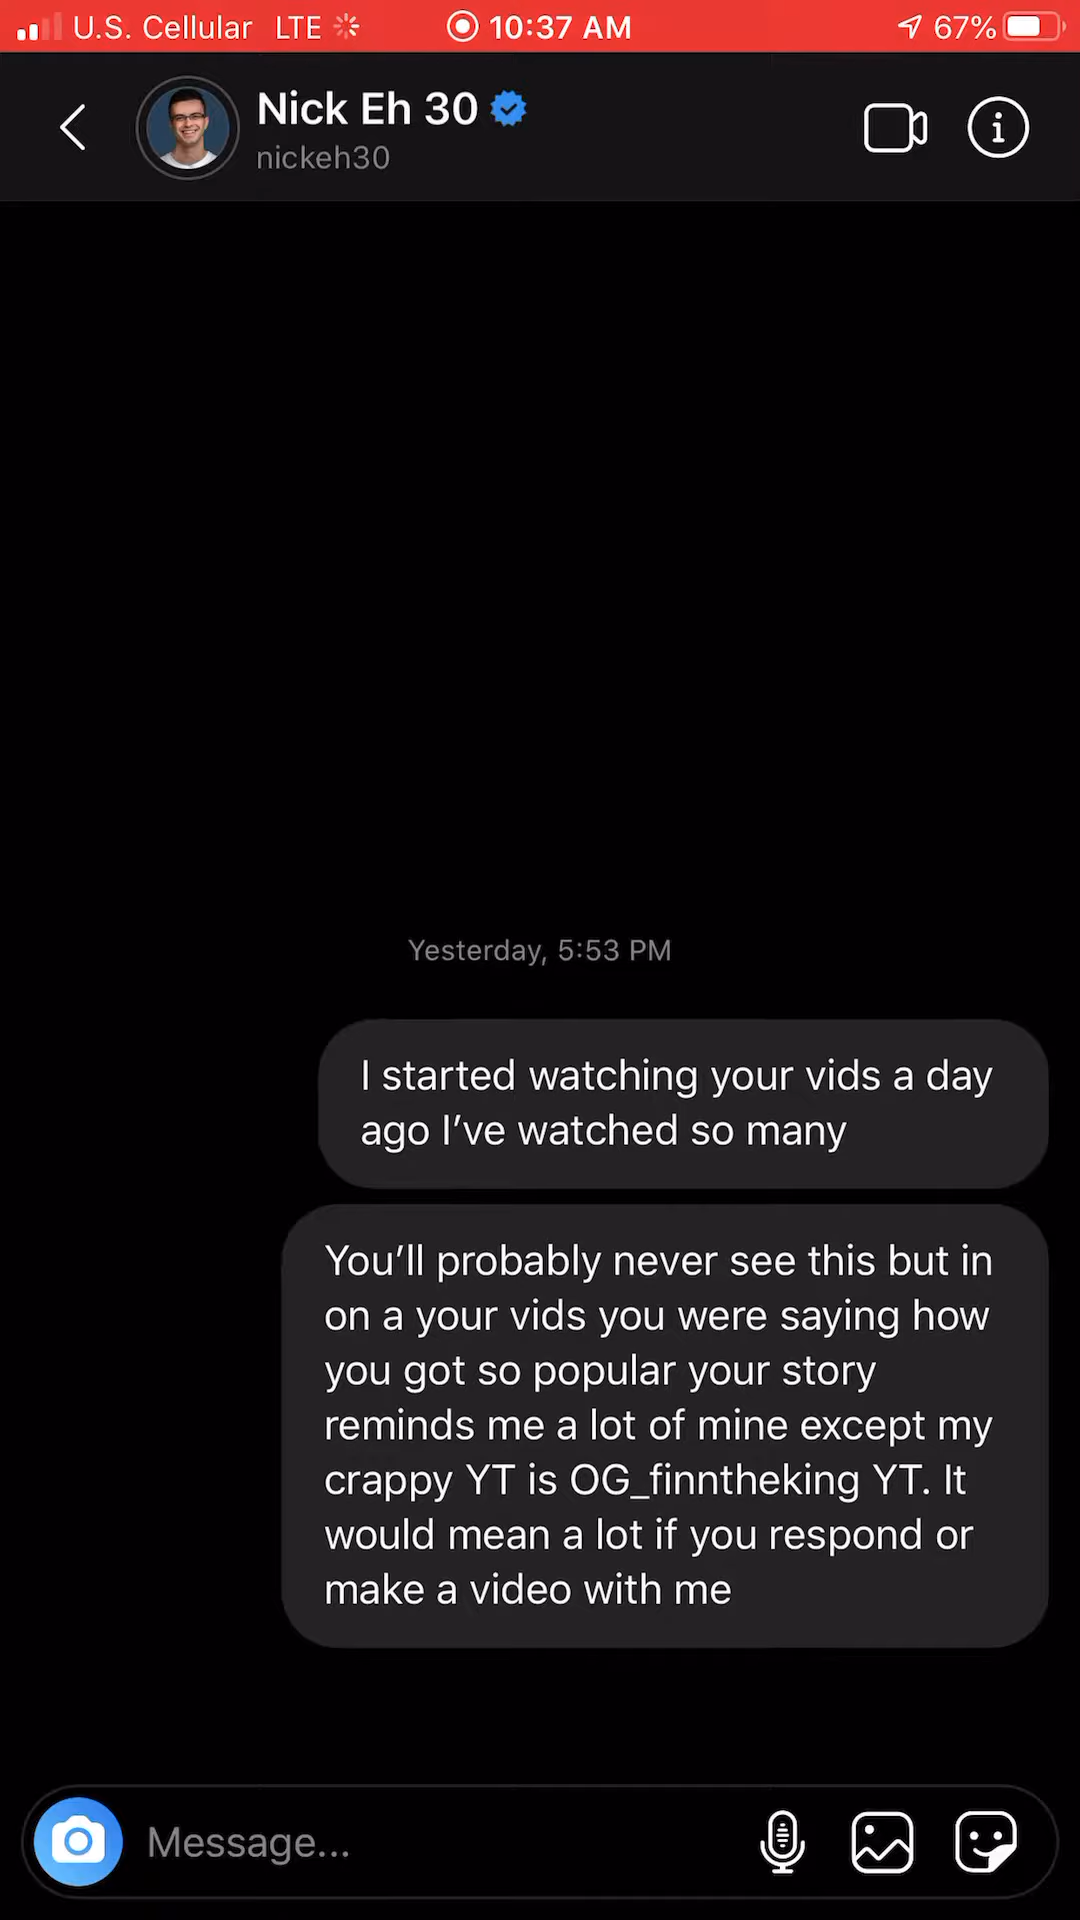 U.S. Cellular LTE 10:37 AM 67%
Nick Eh 30
nickeh30
Yesterday, 5:53 PM
I started watching your vids a day
ago I’ve watched so many
You’ll probably never see this but in
on a your vids you were saying how
you got so popular your story
reminds me a lot of mine except my
crappy YT is OG_finntheking YT. It
would mean a lot if you respond or
make a video with me
Message...